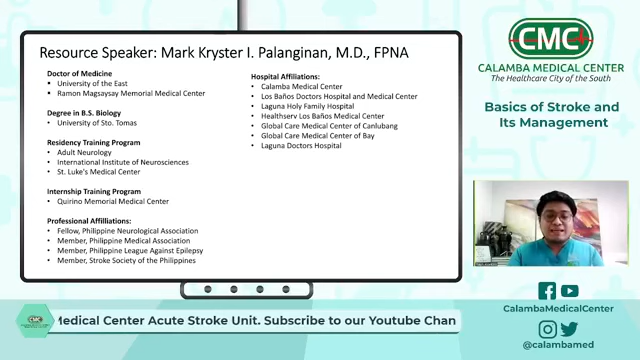 Resource Speaker: Mark Kryster I. Palanginan, M.D., FPNA
Doctor of Medicine
University of the East
Ramon Magsaysay Memorial Medical Center
Degree in B.S. Biology
University of Sto. Tomas
Residency Training Program
Adult Neurology
International Institute of Neurosciences
St. Luke's Medical Center
Internship Training Program
Quirino Memorial Medical Center
Professional Affilliations:
Fellow, Philippine Neurological Association
Member, Philippine Medical Association
Member, Philippine League Against Epilepsy
Member, Stroke Society of the Philippines
Hospital Affiliations:
Calamba Medical Center
Los Baños Doctors Hospital and Medical Center
Laguna Holy Family Hospital
Healthserv Los Baños Medical Center
Global Care Medical Center of Canlubang
Global Care Medical Center of Bay
Laguna Doctors Hospital
CMC
CALAMBA MEDICAL CENTER
The Healthcare City of the South
Basics of Stroke and
Its Management
CalambaMedicalCenter
@calambamed
CMC
Medical Center Acute Stroke Unit. Subscribe to our Youtube Chan